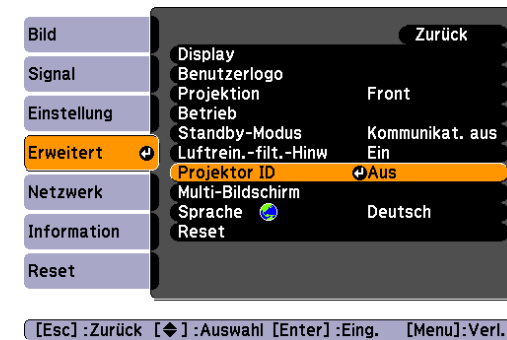 Bild
Signal
Einstellung
Erweitert
Netzwerk
Information
Reset
Zurück
Display
Benutzerlogo
Projektion Front
Betrieb
Standby-Modus Kommunikat. aus
Luftrein.-filt.-Hinw Ein
Projektor ID Aus
Multi-Bildschirm
Sprache Deutsch
Reset
[Esc] :Zurück [◆] :Auswahl [Enter] :Eing. [Menu]:Verl.